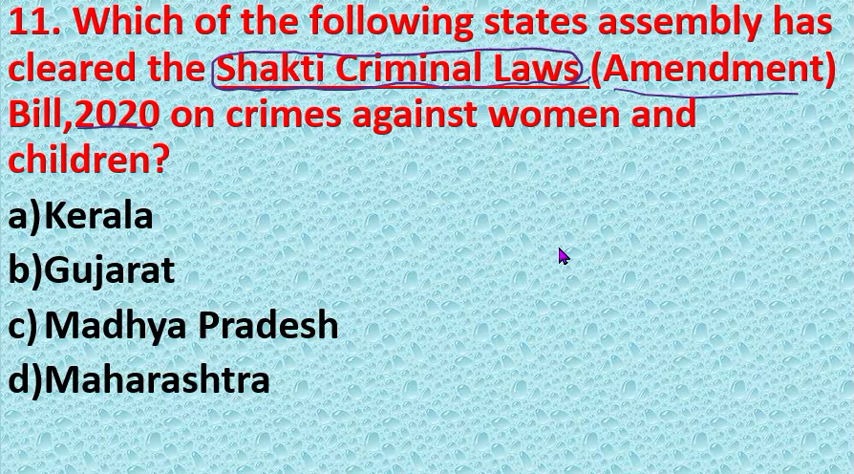 11. Which of the following states assembly has
cleared the Shakti Criminal Laws (Amendment)
Bill,2020 on crimes against women and
children?
a)Kerala
b)Gujarat
c) Madhya Pradesh
d)Maharashtra